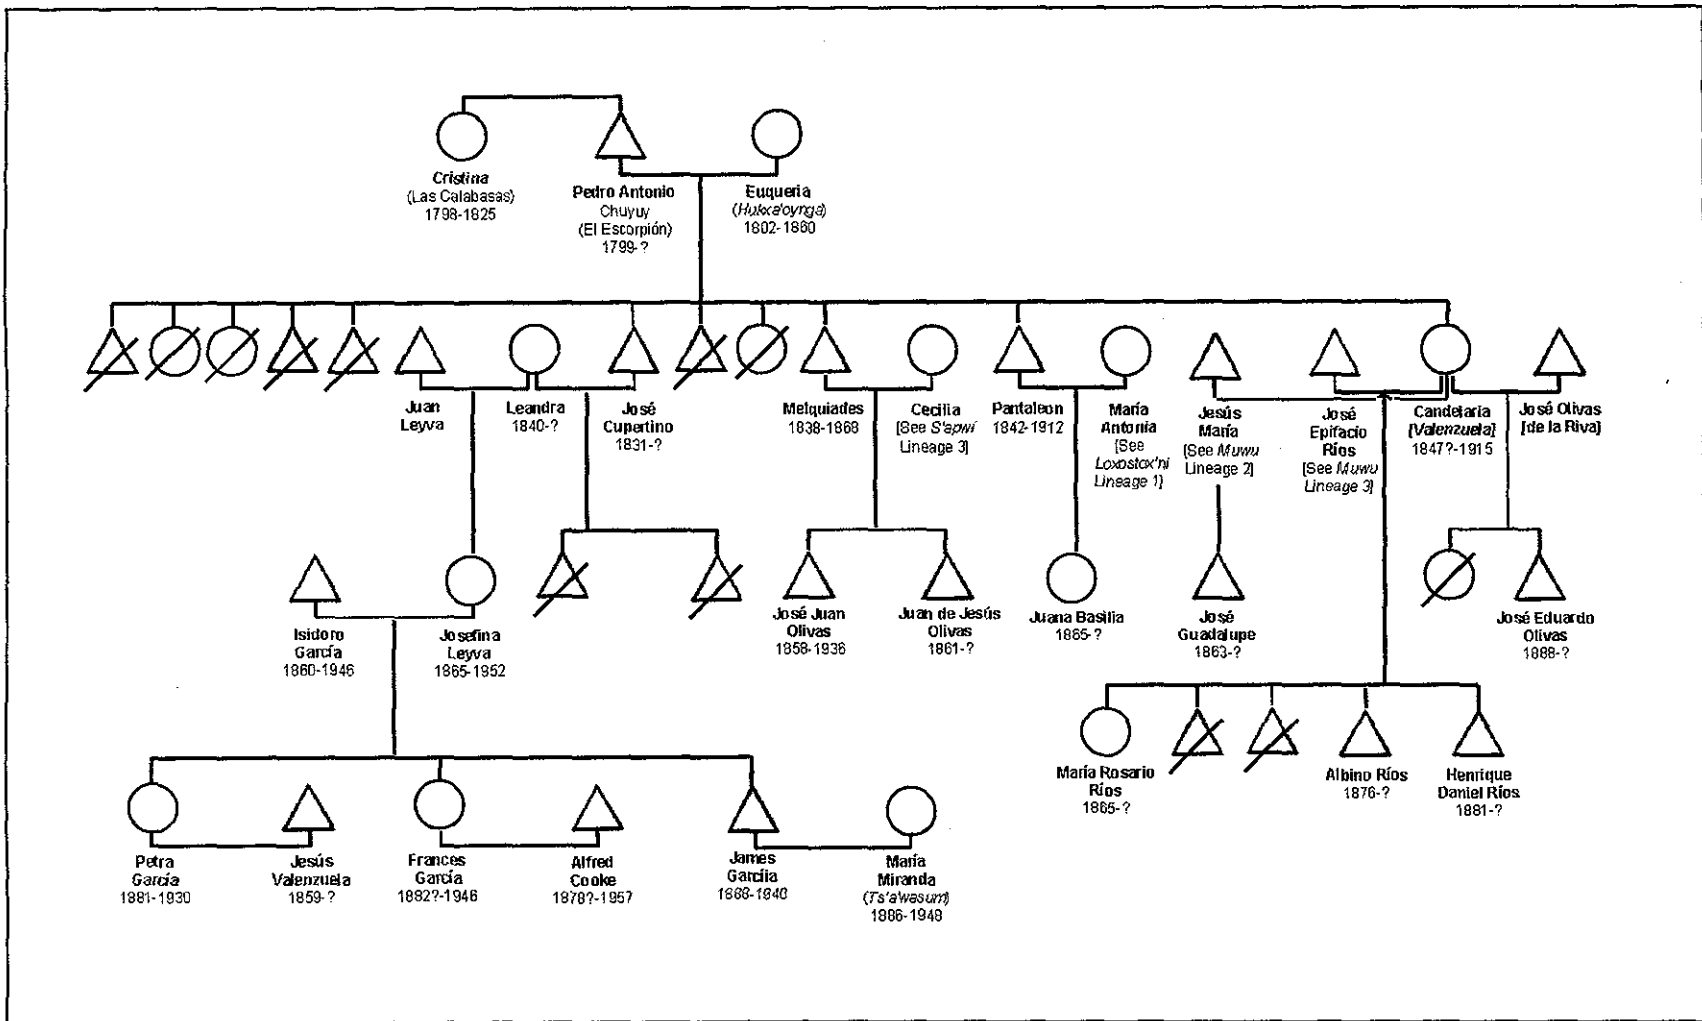 Cristina
(Las Calabasas)
1798-1825
Pedro Antonio
Chuyuy
(El Escorpión)
1799-?
Euqueria
(Hukxa'oynga)
1802-1860
Juan
Leyva
Leandra
1840-?
José
Cupertino
1831-?
Melquiades
1838-1868
Cecilia
[See S'apwi
Lineage 3]
Pantaleon
1842-1912
María
Antonia
[See
Loxostox'ni
Lineage 1]
Jesús
María
[See Muwu
Lineage 2]
José
Epifacio
Ríos
[See Muwu
Lineage 3]
Candelaria
[Valenzuela]
1847?-1915
José Olivas
[de la Riva]
Isidoro
García
1860-1946
Josefina
Leyva
1865-1952
José Juan
Olivas
1858-1936
Juan de Jesús
Olivas
1861-?
Juana Basilia
1865-?
José
Guadalupe
1863-?
José Eduardo
Olivas
1888-?
María Rosario
Ríos
1865-?
Albino Ríos
1876-?
Henrique
Daniel Ríos
1881-?
Petra
García
1881-1930
Jesús
Valenzuela
1859-?
Frances
García
1882?-1946
Alfred
Cooke
1878?-1957
James
Garcíia
1888-1940
María
Miranda
(Ts'a'wasum)
1886-1948